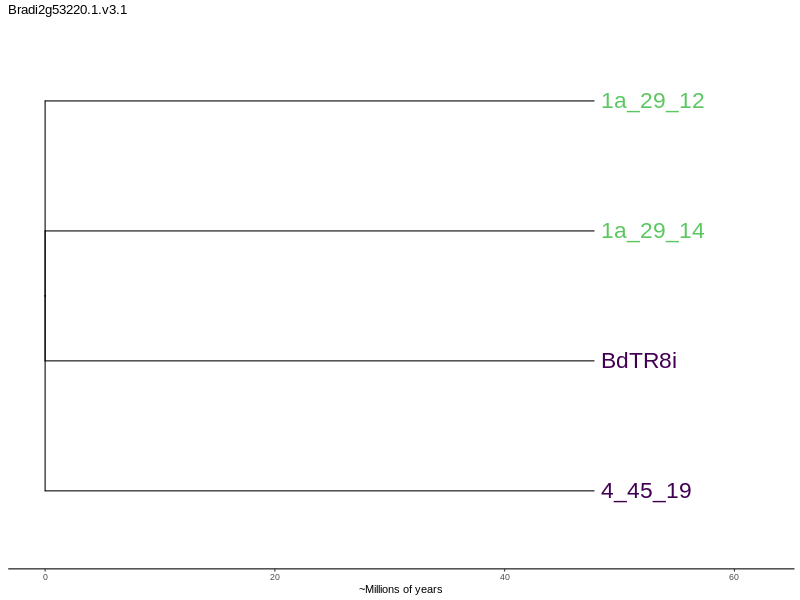 Bradi2g53220.1.v3.1
1a_29_12
1a_29_14
BdTR8i
4_45_19
0 20 40 60
~Millions of years